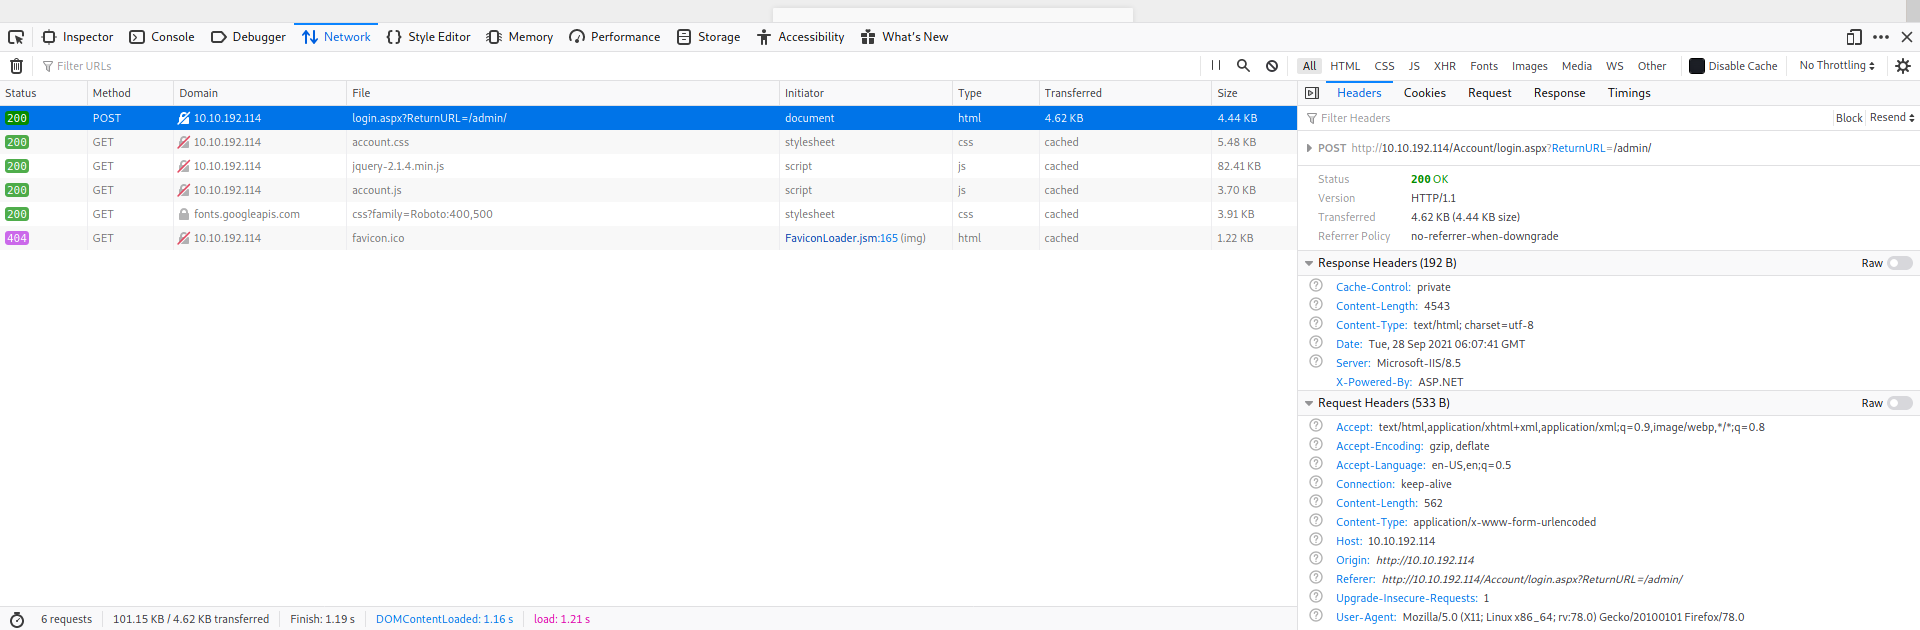 Inspector Console Debugger Network Style Editor Memory Performance Storage Accessibility What's New
Filter URLs All HTML CSS JS XHR Fonts Images Media WS Other Disable Cache No Throttling
Status Method Domain File Initiator Type Transferred Size
200 POST 10.10.192.114 login.aspx?ReturnURL=/admin/ document html 4.62 KB 4.44 KB
200 GET 10.10.192.114 account.css stylesheet css cached 5.48 KB
200 GET 10.10.192.114 jquery-2.1.4.min.js script js cached 82.41 KB
200 GET 10.10.192.114 account.js script js cached 3.70 KB
200 GET fonts.googleapis.com css?family=Roboto:400,500 stylesheet css cached 3.91 KB
404 GET 10.10.192.114 favicon.ico FaviconLoader.jsm:165 (img) html cached 1.22 KB
6 requests 101.15 KB / 4.62 KB transferred Finish: 1.19 s DOMContentLoaded: 1.16 s load: 1.21 s
Headers Cookies Request Response Timings
Filter Headers Block Resend
POST http://10.10.192.114/Account/login.aspx?ReturnURL=/admin/
Status 200 OK
Version HTTP/1.1
Transferred 4.62 KB (4.44 KB size)
Referrer Policy no-referrer-when-downgrade
Response Headers (192 B) Raw
Cache-Control: private
Content-Length: 4543
Content-Type: text/html; charset=utf-8
Date: Tue, 28 Sep 2021 06:07:41 GMT
Server: Microsoft-IIS/8.5
X-Powered-By: ASP.NET
Request Headers (533 B) Raw
Accept: text/html,application/xhtml+xml,application/xml;q=0.9,image/webp,*/*;q=0.8
Accept-Encoding: gzip, deflate
Accept-Language: en-US,en;q=0.5
Connection: keep-alive
Content-Length: 562
Content-Type: application/x-www-form-urlencoded
Host: 10.10.192.114
Origin: http://10.10.192.114
Referer: http://10.10.192.114/Account/login.aspx?ReturnURL=/admin/
Upgrade-Insecure-Requests: 1
User-Agent: Mozilla/5.0 (X11; Linux x86_64; rv:78.0) Gecko/20100101 Firefox/78.0